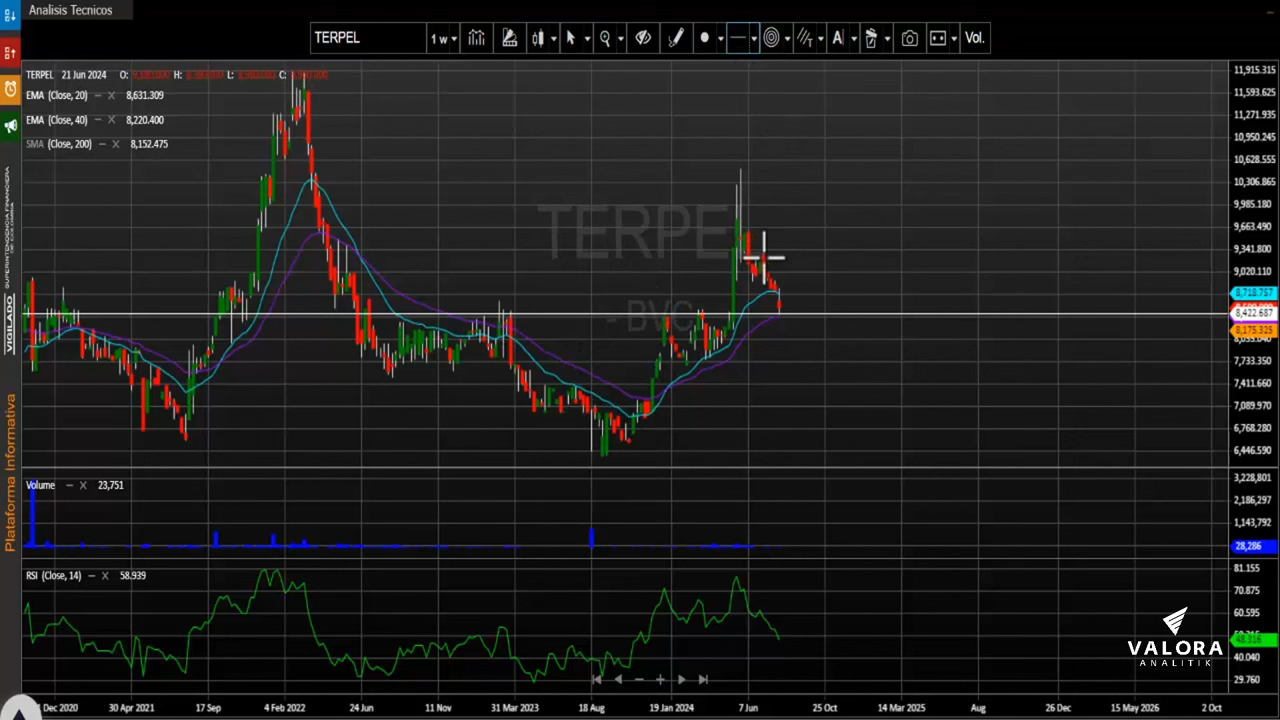 Analisis Tecnicos
TERPEL
1 w
A
Vol.
TERPEL 21 Jun 2024 O: H: L: C:
EMA (Close, 20) – X 8,631.309
EMA (Close, 40) – X 8,220.400
SMA (Close, 200) – X 8,152.475
TERPE
- BVC
11,915.315
11,593.625
11,271.935
10,950.245
10,628.555
10,306.865
9,985.180
9,663.490
9,341.800
9,020.110
8,718.757
8,422.687
8,175.325
7,733.350
7,411.660
7,089.970
6,768.280
6,446.590
Volume – X 23,751
3,228,801
2,186,297
1,143,792
28,286
RSI (Close, 14) – X 58.939
81.155
70.875
60.595
48.316
40.040
29.760
Dec 2020
30 Apr 2021
17 Sep
4 Feb 2022
24 Jun
11 Nov
31 Mar 2023
18 Aug
19 Jan 2024
7 Jun
25 Oct
14 Mar 2025
Aug
26 Dec
15 May 2026
2 Oct
VALORA
ANALITIK
SUPERINTENDENCIA FINANCIERA
DE COLOMBIA
VIGILADO
Plataforma Informativa